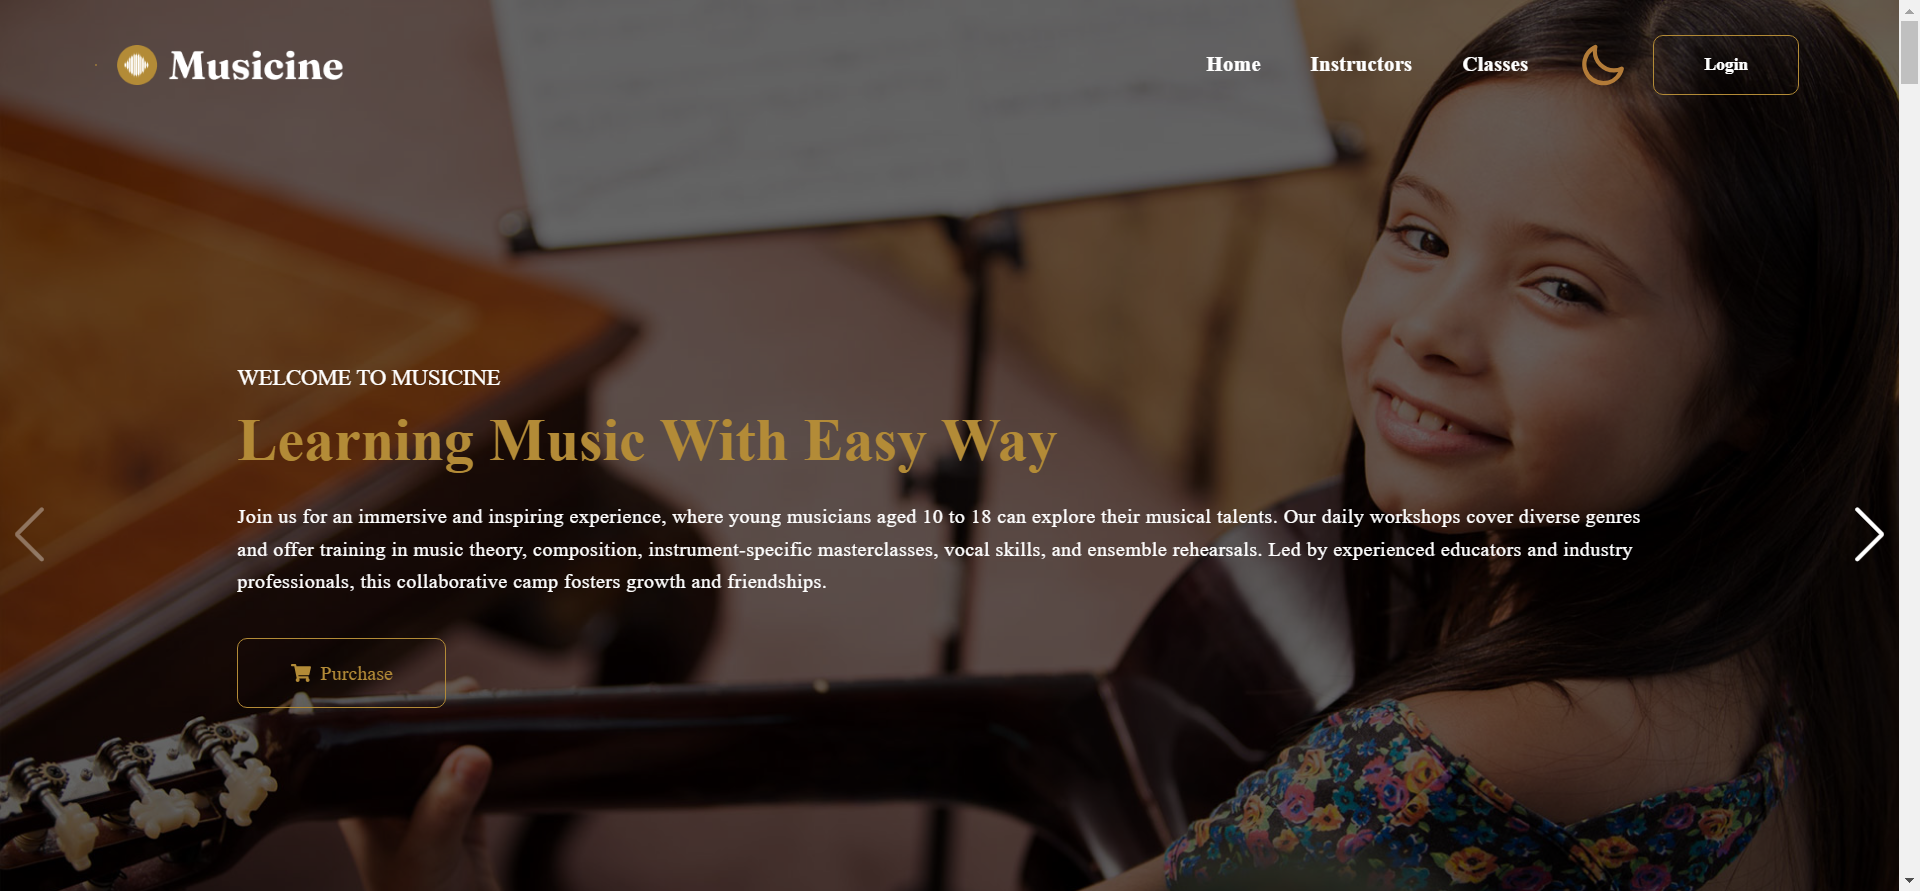 Musicine
Home
Instructors
Classes
Login
WELCOME TO MUSICINE
Learning Music With Easy Way
Join us for an immersive and inspiring experience, where young musicians aged 10 to 18 can explore their musical talents. Our daily workshops cover diverse genres
and offer training in music theory, composition, instrument-specific masterclasses, vocal skills, and ensemble rehearsals. Led by experienced educators and industry
professionals, this collaborative camp fosters growth and friendships.
Purchase